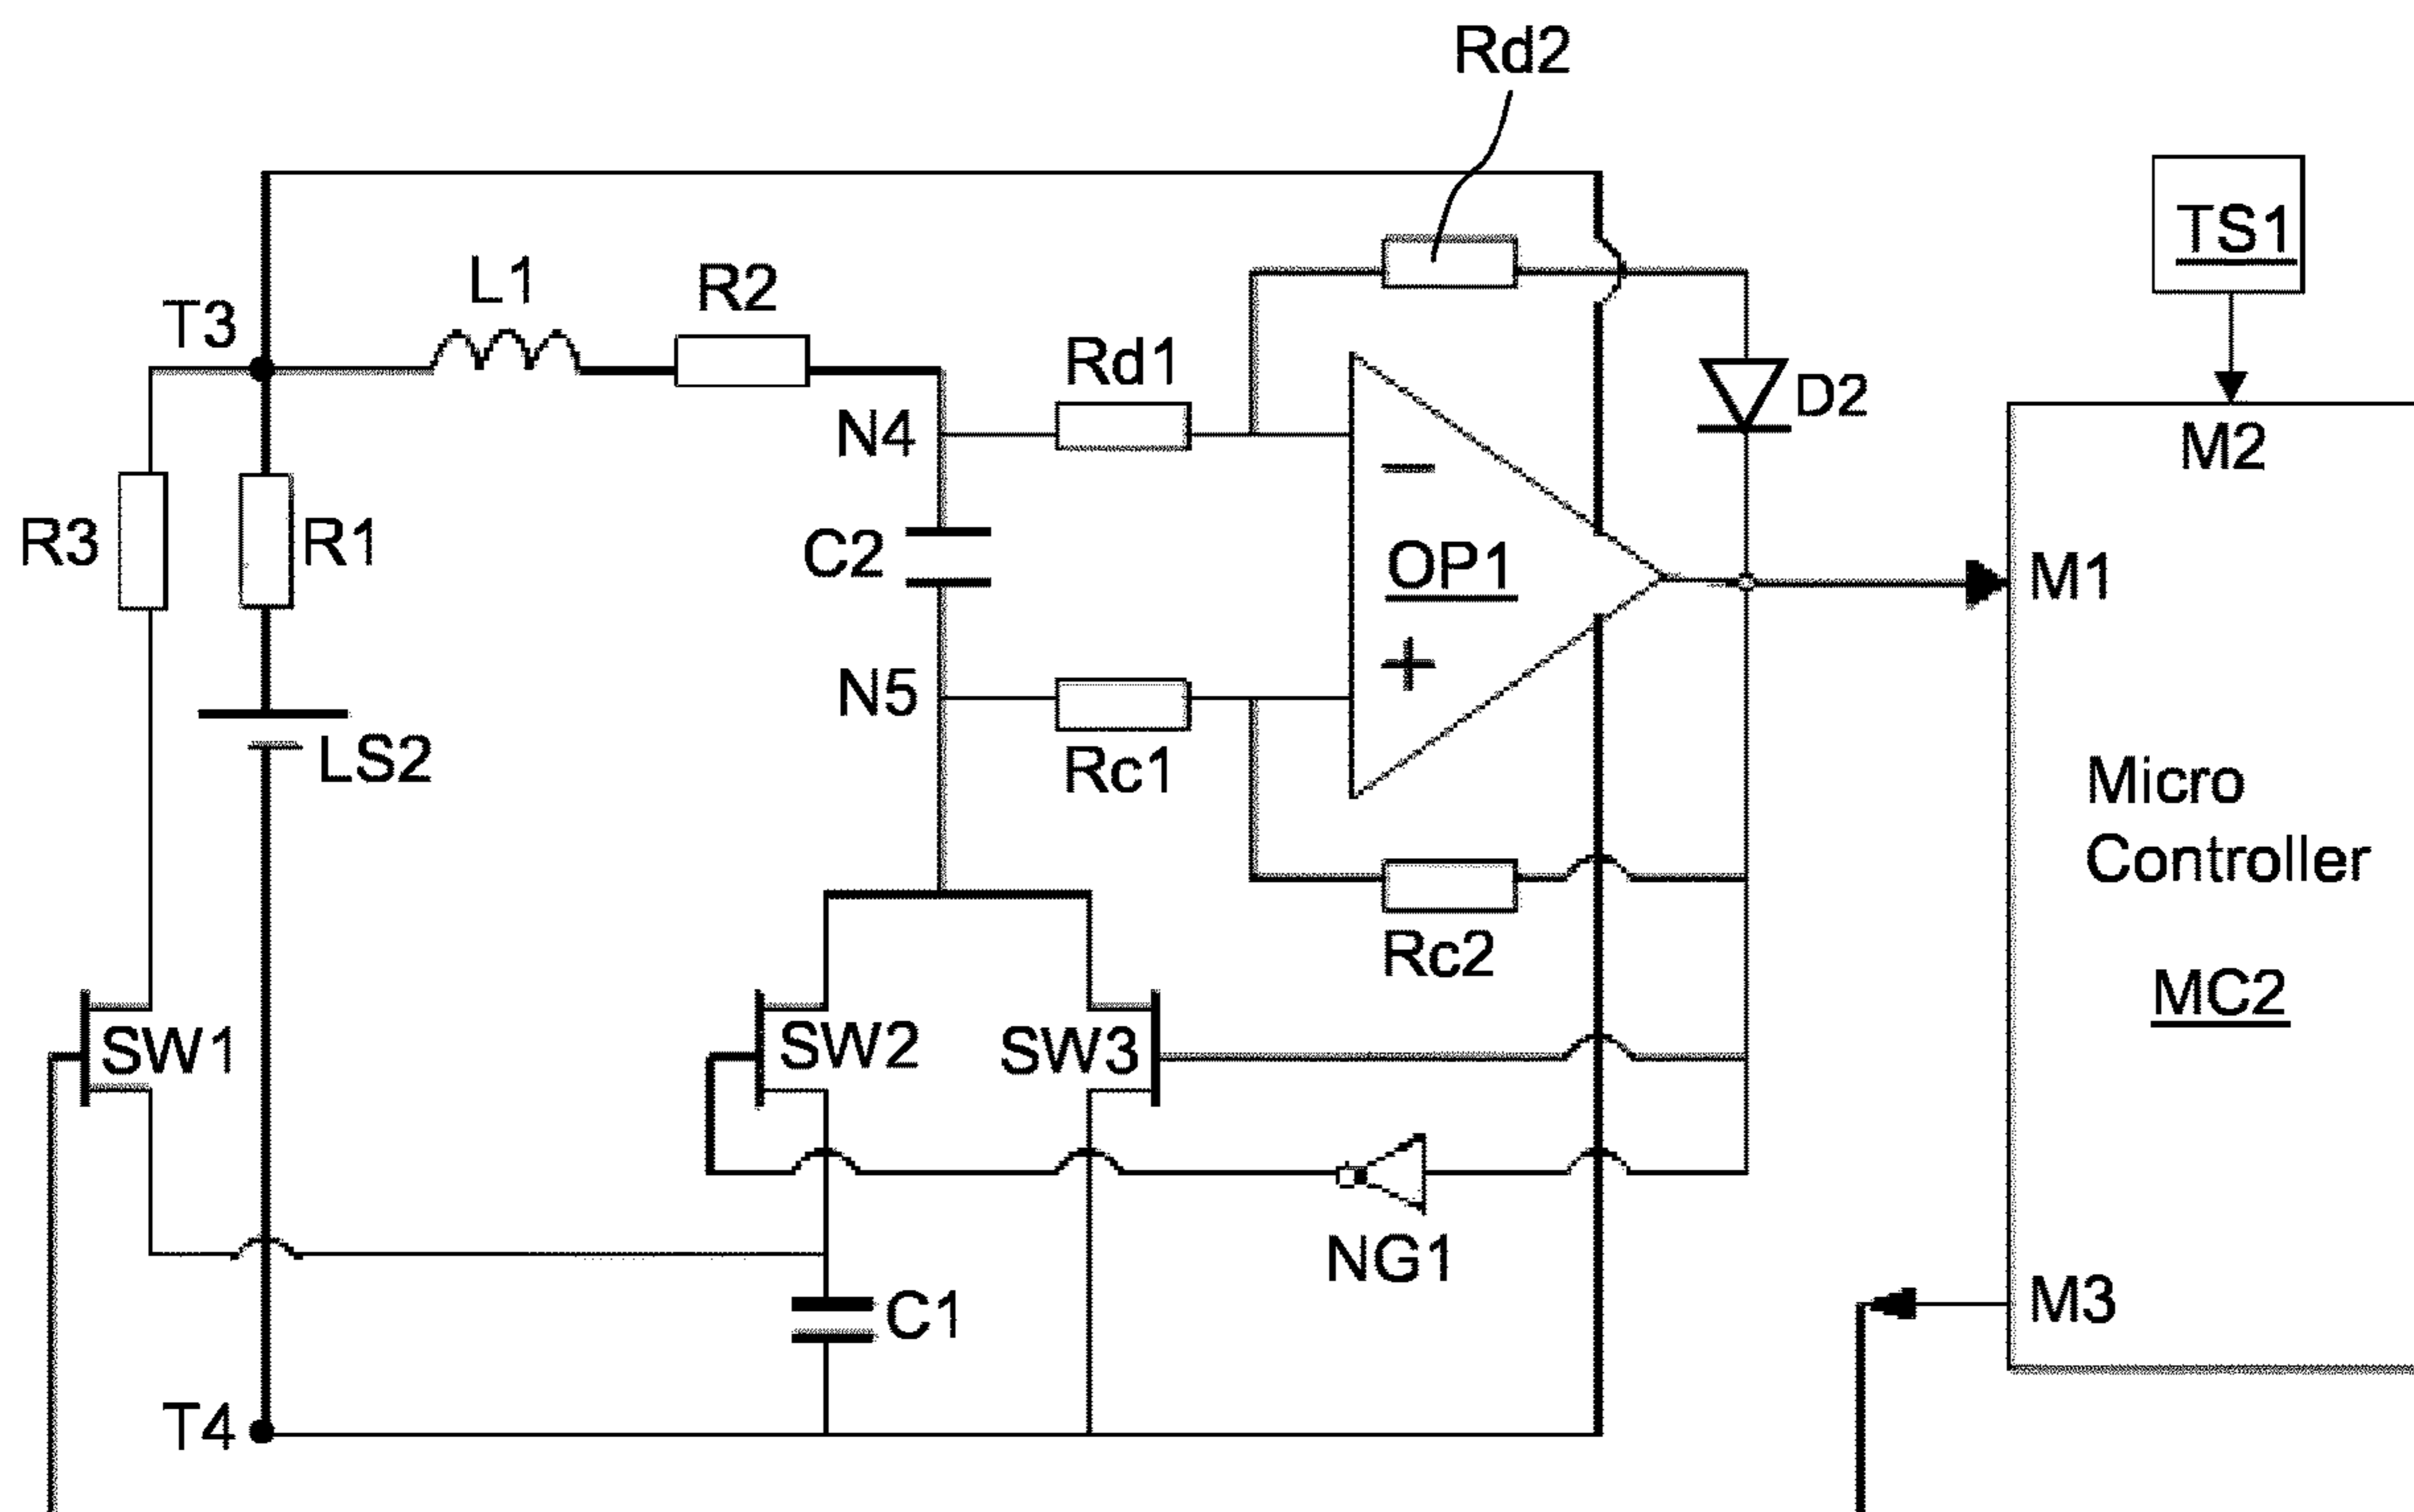 Rd2
TS1
L1
R2
T3
Rd1
D2
N4
M2
R3
R1
C2
OP1
M1
N5
LS2
Rc1
Micro
Controller
Rc2
MC2
SW1
SW2
SW3
NG1
C1
M3
T4